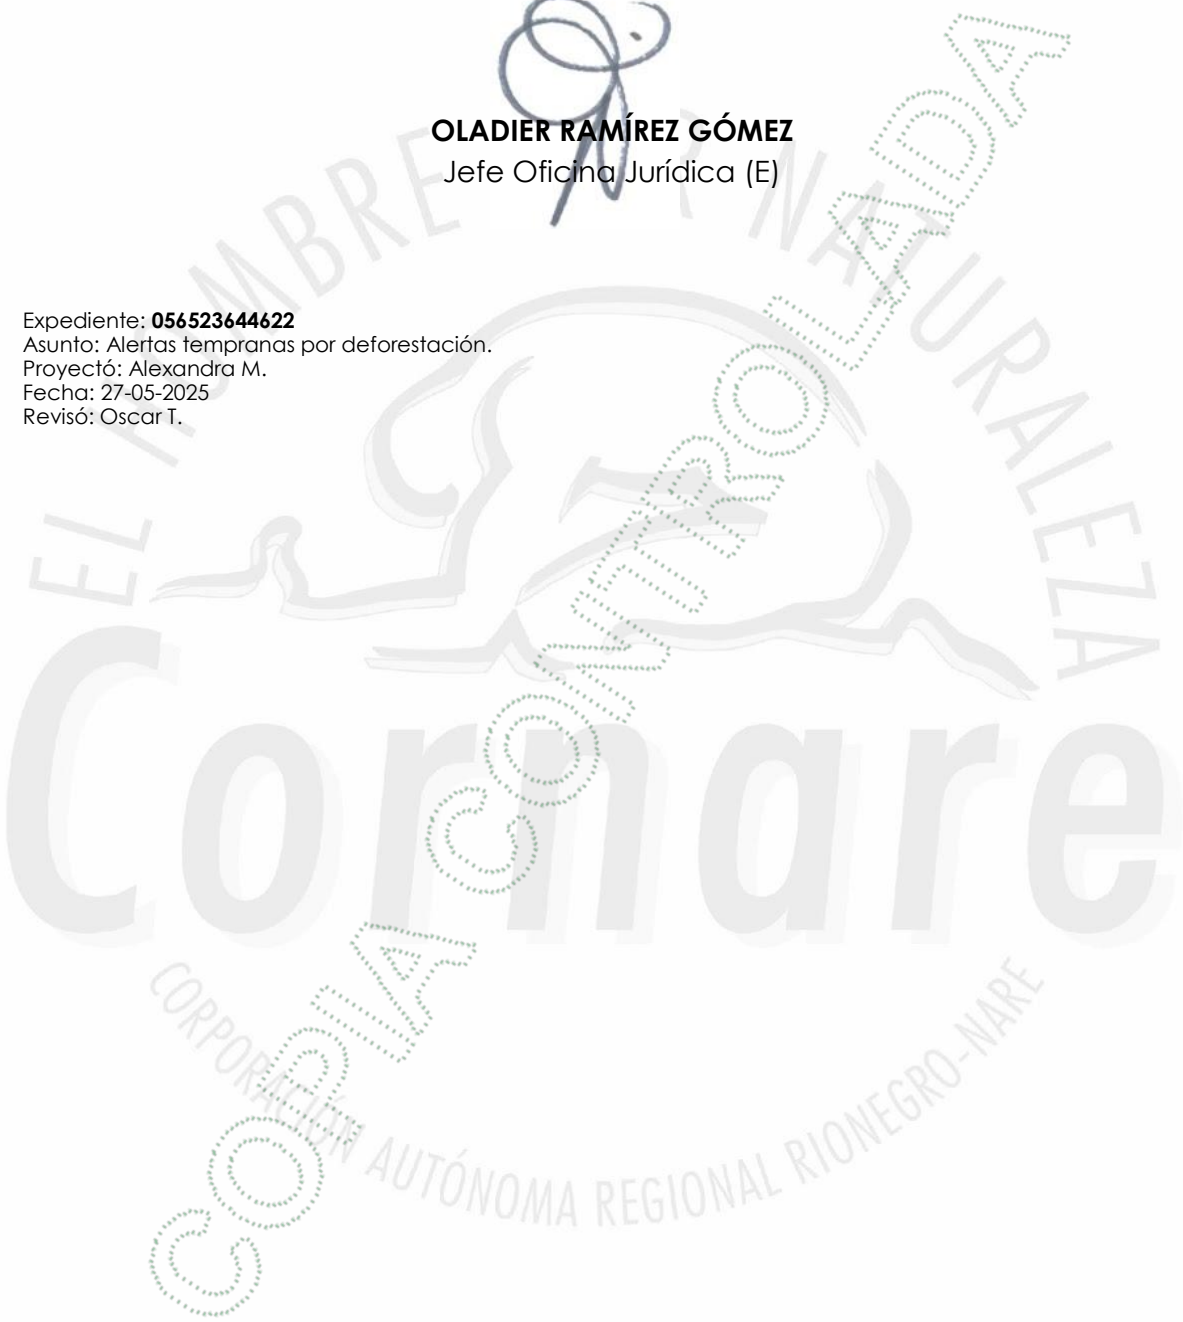 OLADIER RAMÍREZ GÓMEZ
Jefe Oficina Jurídica (E)
Expediente: 056523644622
Asunto: Alertas tempranas por deforestación.
Proyectó: Alexandra M.
Fecha: 27-05-2025
Revisó: Oscar T.
EL HOMBRE R NATURALEZA
Cornare
CORPORACIÓN AUTÓNOMA REGIONAL RIONEGRO-NARE
COPIA CONTROLADA